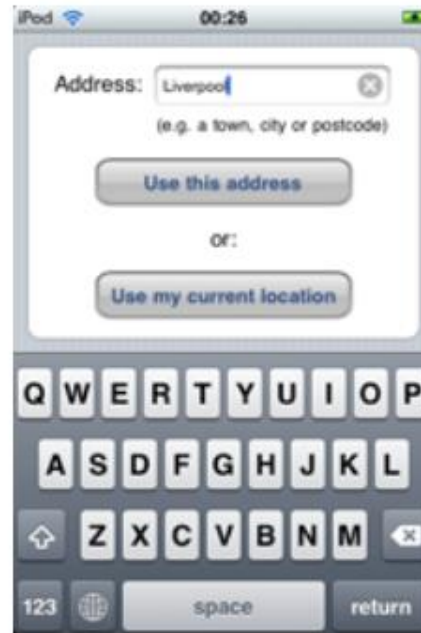 iPod 00:26
Address: Liverpool
(e.g. a town, city or postcode)
Use this address
or:
Use my current location
Q W E R T Y U I O P
A S D F G H J K L
Z X C V B N M
123 space return